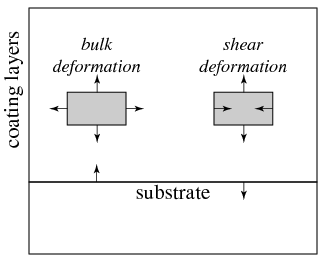 bulk
deformation
shear
deformation
coating layers
substrate